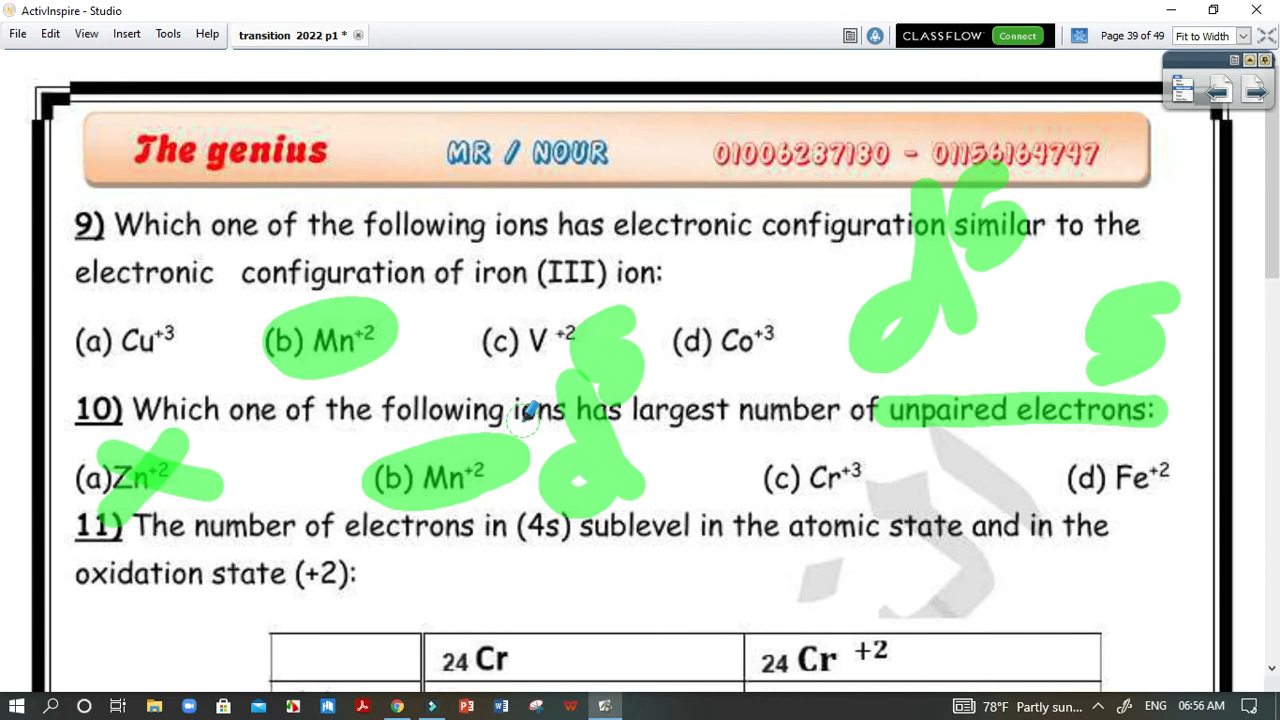 ActivInspire - Studio
File Edit View Insert Tools Help
transition 2022 p1 *
CLASSFLOW Connect
Page 39 of 49
Fit to Width
The genius MR / NOUR 01006287180 - 01156164747
9) Which one of the following ions has electronic configuration similar to the
electronic configuration of iron (III) ion:
d5
(a) Cu+3 (b) Mn+2 (c) V +2 (d) Co+3
5
10) Which one of the following ions has largest number of unpaired electrons:
d5
(a)Zn+2 (b) Mn+2 (c) Cr+3 (d) Fe+2
11) The number of electrons in (4s) sublevel in the atomic state and in the
oxidation state (+2):
24 Cr 24 Cr +2
78°F Partly sun... ENG 06:56 AM